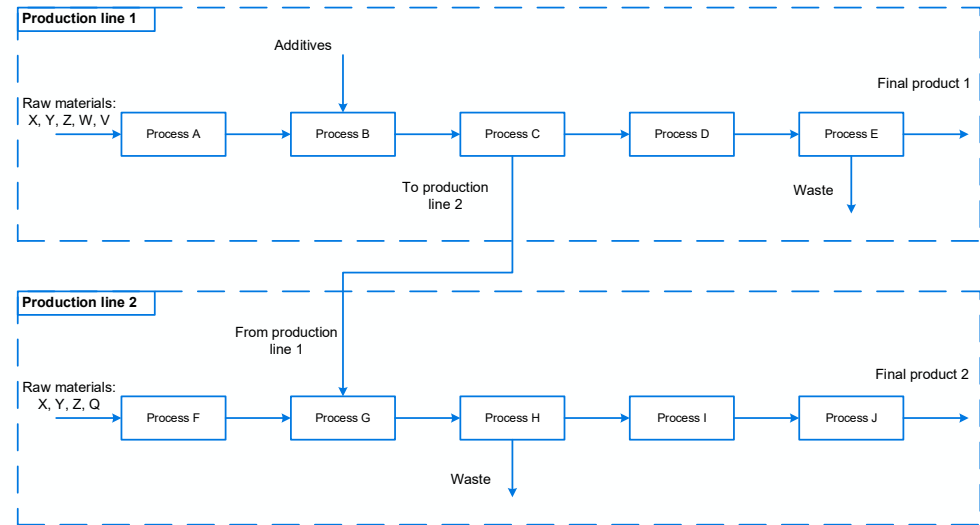 Production line 1
Additives
Final product 1
Raw materials:
X, Y, Z, W, V
Process A
Process B
Process C
Process D
Process E
To production
line 2
Waste
Production line 2
From production
line 1
Final product 2
Raw materials:
X, Y, Z, Q
Process F
Process G
Process H
Process I
Process J
Waste